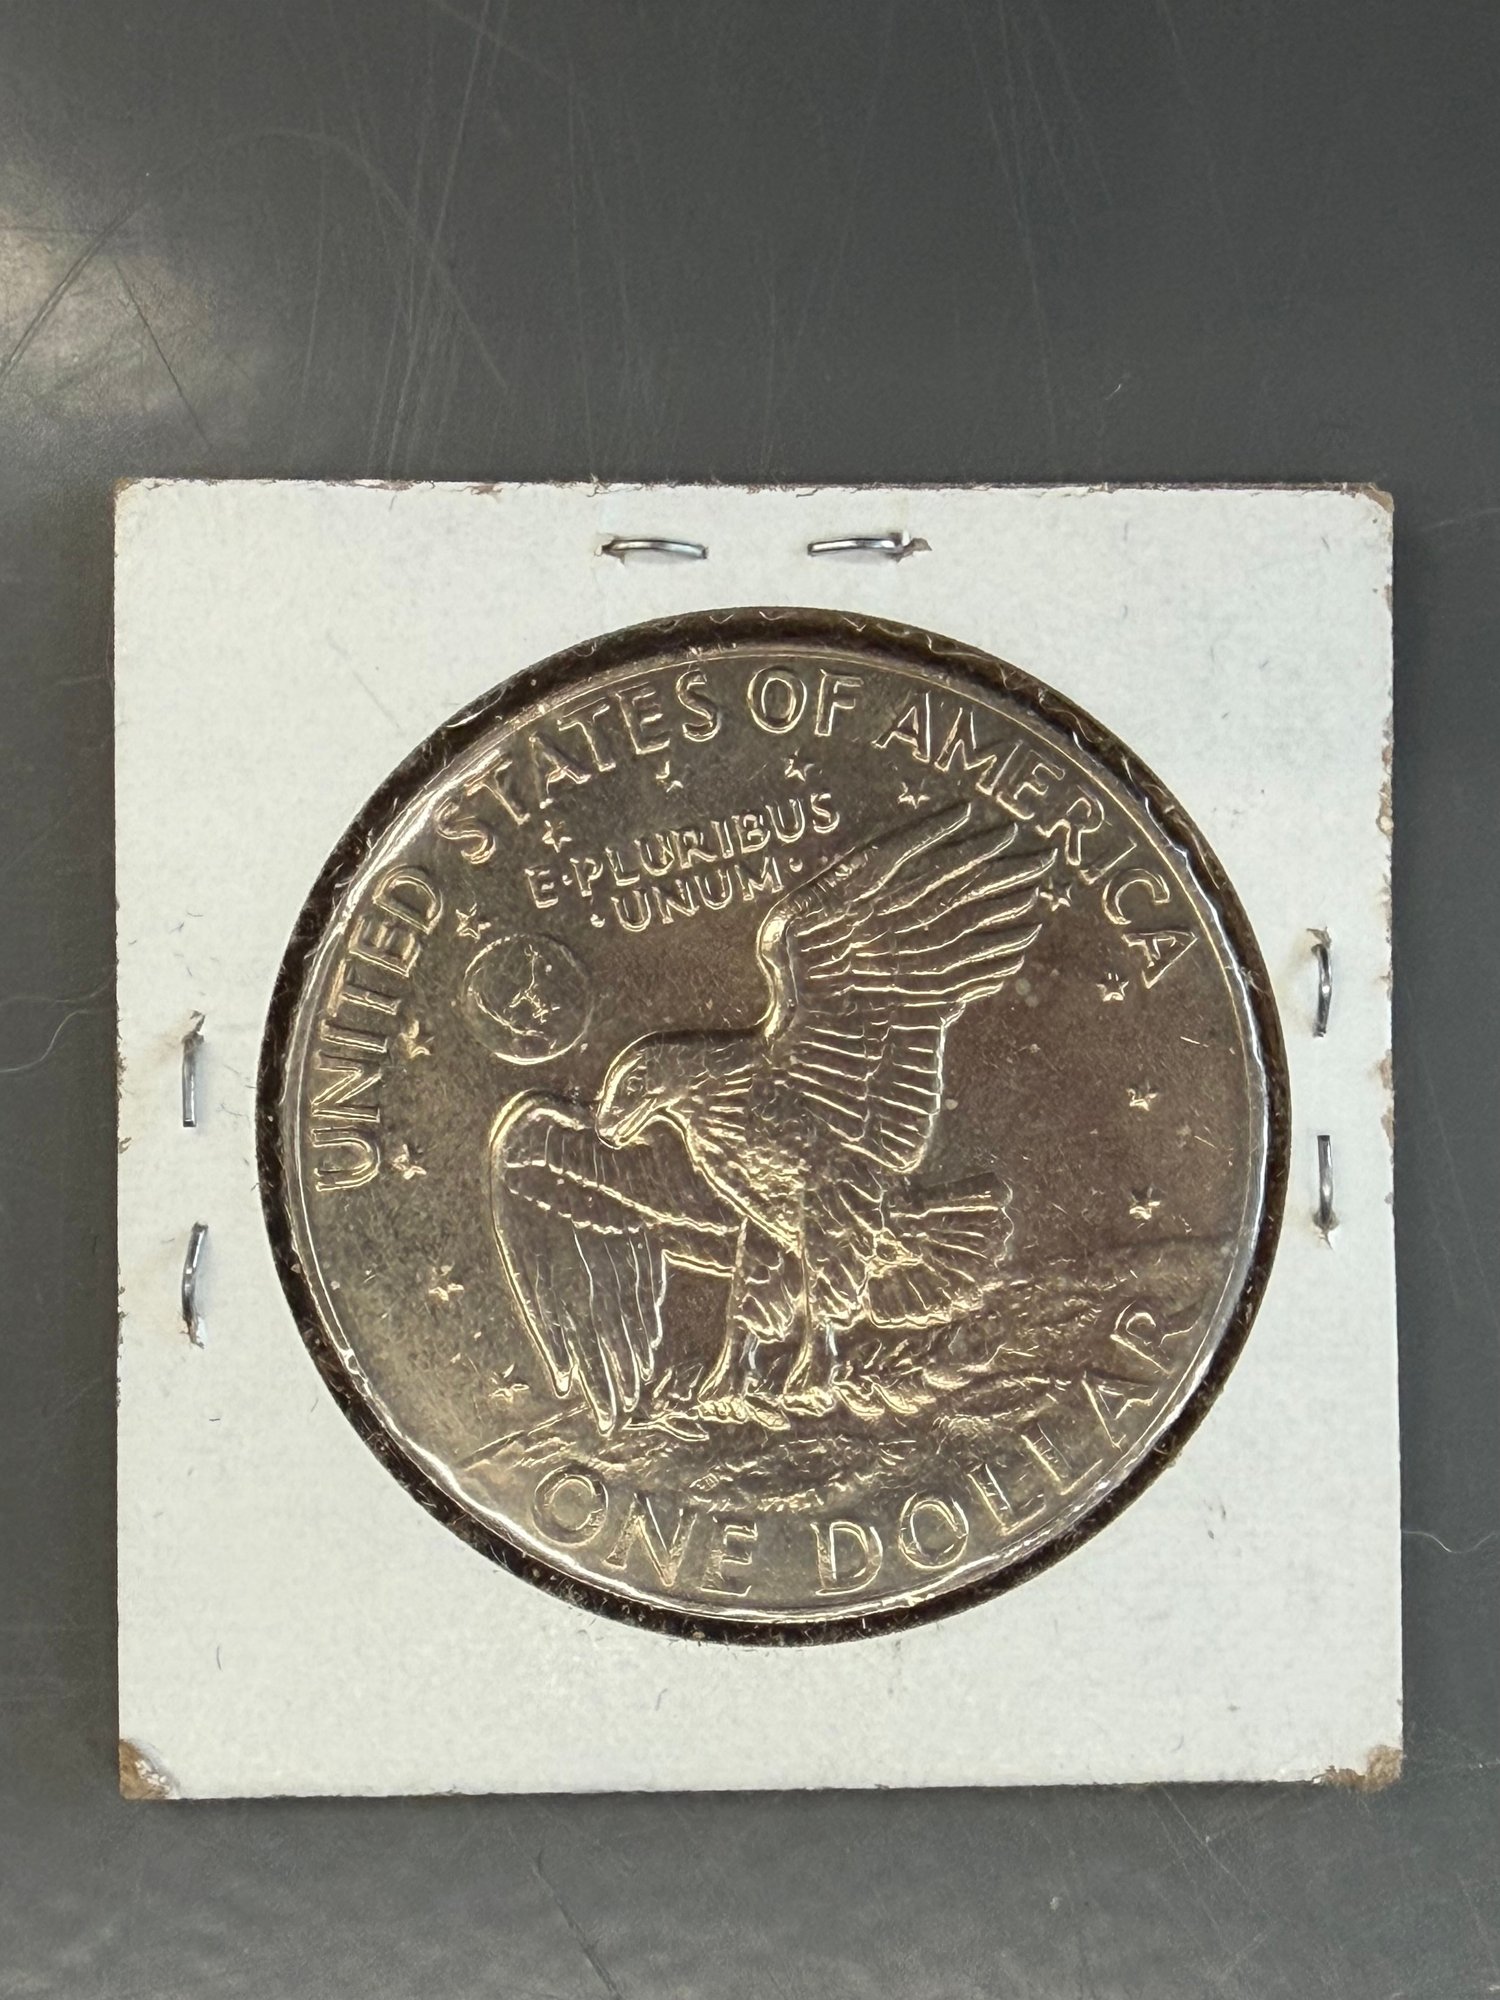 UNITED STATES OF AMERICA
E·PLURIBUS
·UNUM·
ONE DOLLAR